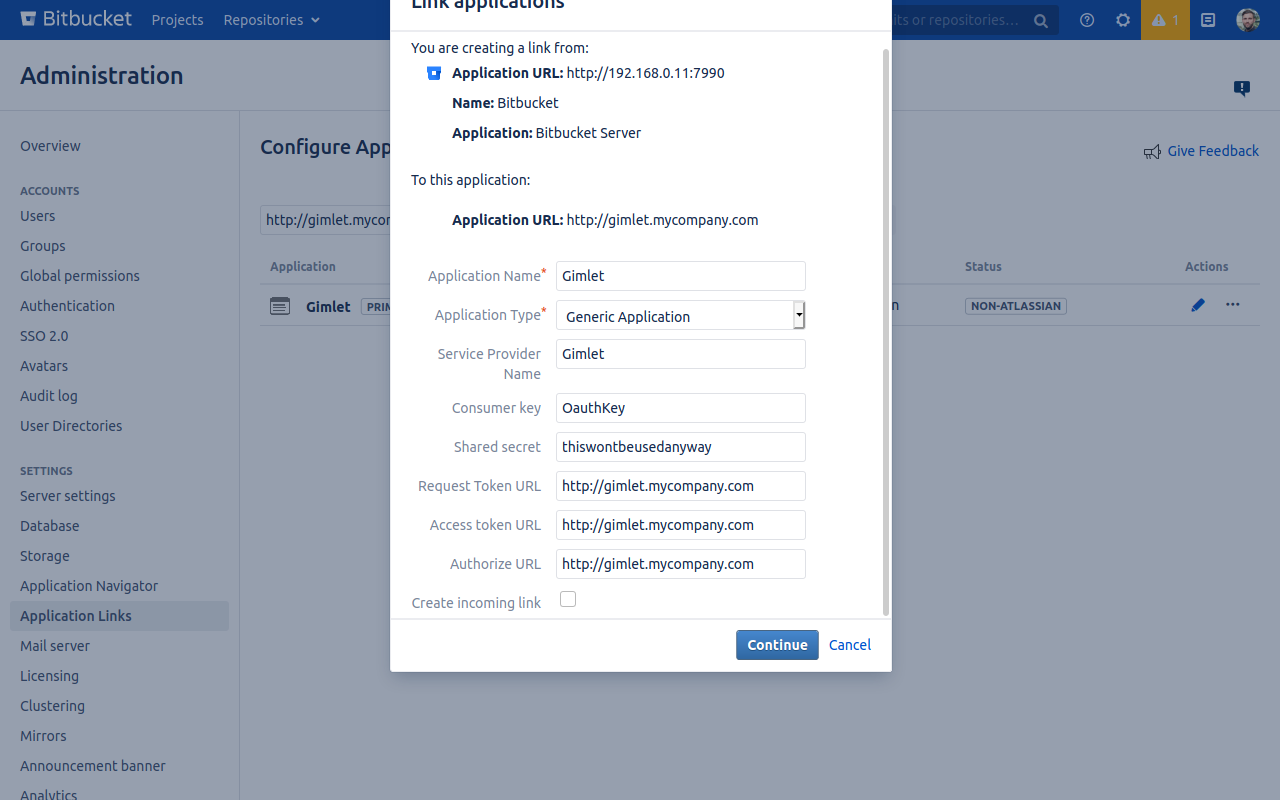 Link applications
Bitbucket Projects Repositories its or repositories... 1
Administration
You are creating a link from:
Application URL: http://192.168.0.11:7990
Name: Bitbucket
Application: Bitbucket Server
To this application:
Application URL: http://gimlet.mycompany.com
Application Name* Gimlet
Application Type* Generic Application
Service Provider Name Gimlet
Consumer key OauthKey
Shared secret thiswontbeusedanyway
Request Token URL http://gimlet.mycompany.com
Access token URL http://gimlet.mycompany.com
Authorize URL http://gimlet.mycompany.com
Create incoming link
Continue Cancel
Overview
ACCOUNTS
Users
Groups
Global permissions
Authentication
SSO 2.0
Avatars
Audit log
User Directories
SETTINGS
Server settings
Database
Storage
Application Navigator
Application Links
Mail server
Licensing
Clustering
Mirrors
Announcement banner
Analytics
Configure App
Give Feedback
http://gimlet.mycor
Application Status Actions
Gimlet PRIM n NON-ATLASSIAN